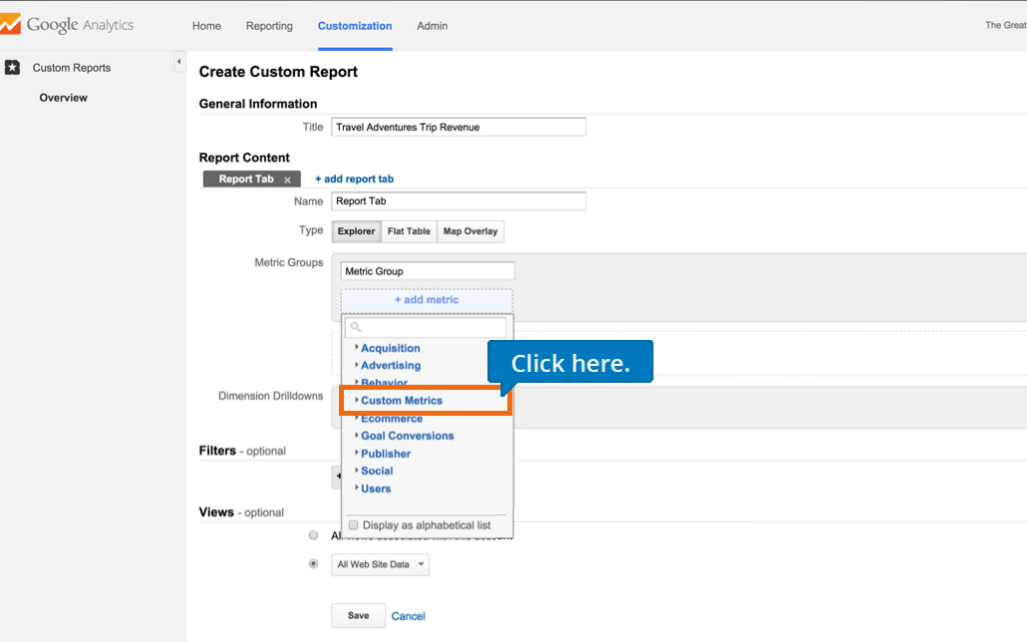 Google Analytics
Home Reporting Customization Admin
The Great
Custom Reports
Overview
Create Custom Report
General Information
Title Travel Adventures Trip Revenue
Report Content
Report Tab x + add report tab
Name Report Tab
Type Explorer Flat Table Map Overlay
Metric Groups
Metric Group
+ add metric
Acquisition
Click here.
Advertising
Behavior
Dimension Drilldowns
Custom Metrics
Ecommerce
Goal Conversions
Filters - optional
Publisher
Social
+
Users
Views - optional
Display as alphabetical list
All Web Site Data
Save Cancel